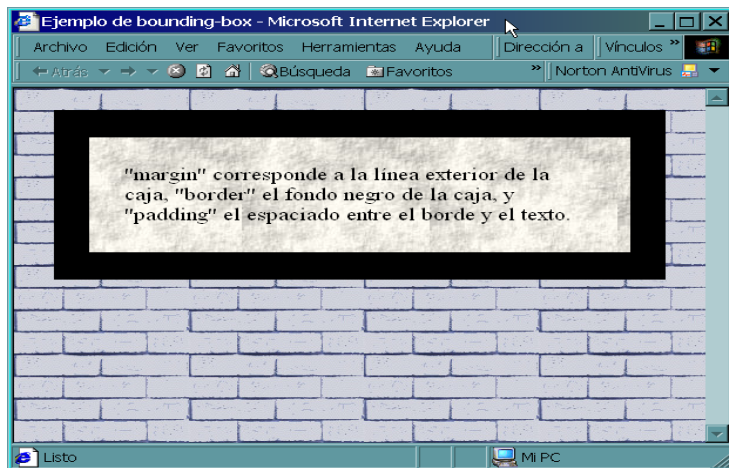 Ejemplo de bounding-box - Microsoft Internet Explorer
Archivo Edición Ver Favoritos Herramientas Ayuda Dirección a Vínculos »
Atrás Búsqueda Favoritos » Norton AntiVirus
"margin" corresponde a la línea exterior de la
caja, "border" el fondo negro de la caja, y
"padding" el espaciado entre el borde y el texto.
Listo Mi PC